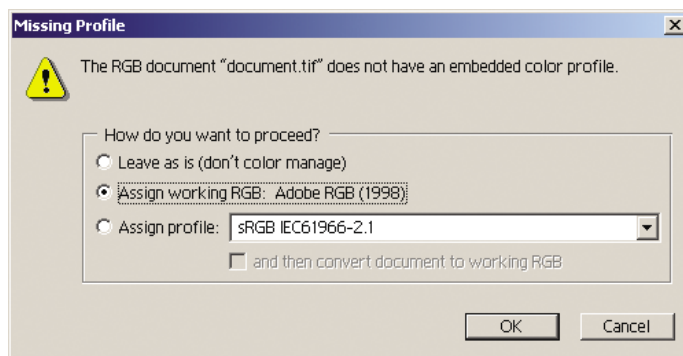 Missing Profile
The RGB document “document.tif” does not have an embedded color profile.
How do you want to proceed?
Leave as is (don't color manage)
Assign working RGB: Adobe RGB (1998)
Assign profile: sRGB IEC61966-2.1
and then convert document to working RGB
OK Cancel